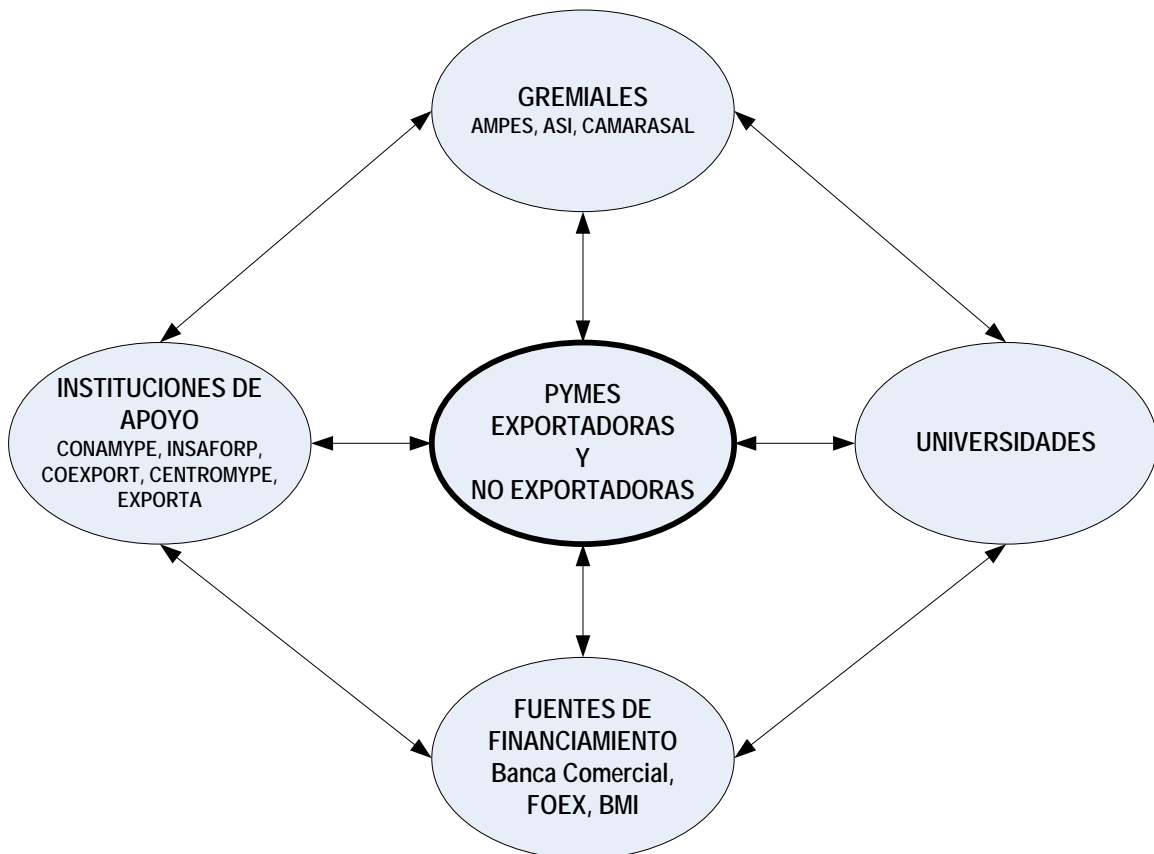 GREMIALES
AMPES, ASI, CAMARASAL
INSTITUCIONES DE
APOYO
CONAMYPE, INSAFORP,
COEXPORT, CENTROMYPE,
EXPORTA
PYMES
EXPORTADORAS
Y
NO EXPORTADORAS
UNIVERSIDADES
FUENTES DE
FINANCIAMIENTO
Banca Comercial,
FOEX, BMI